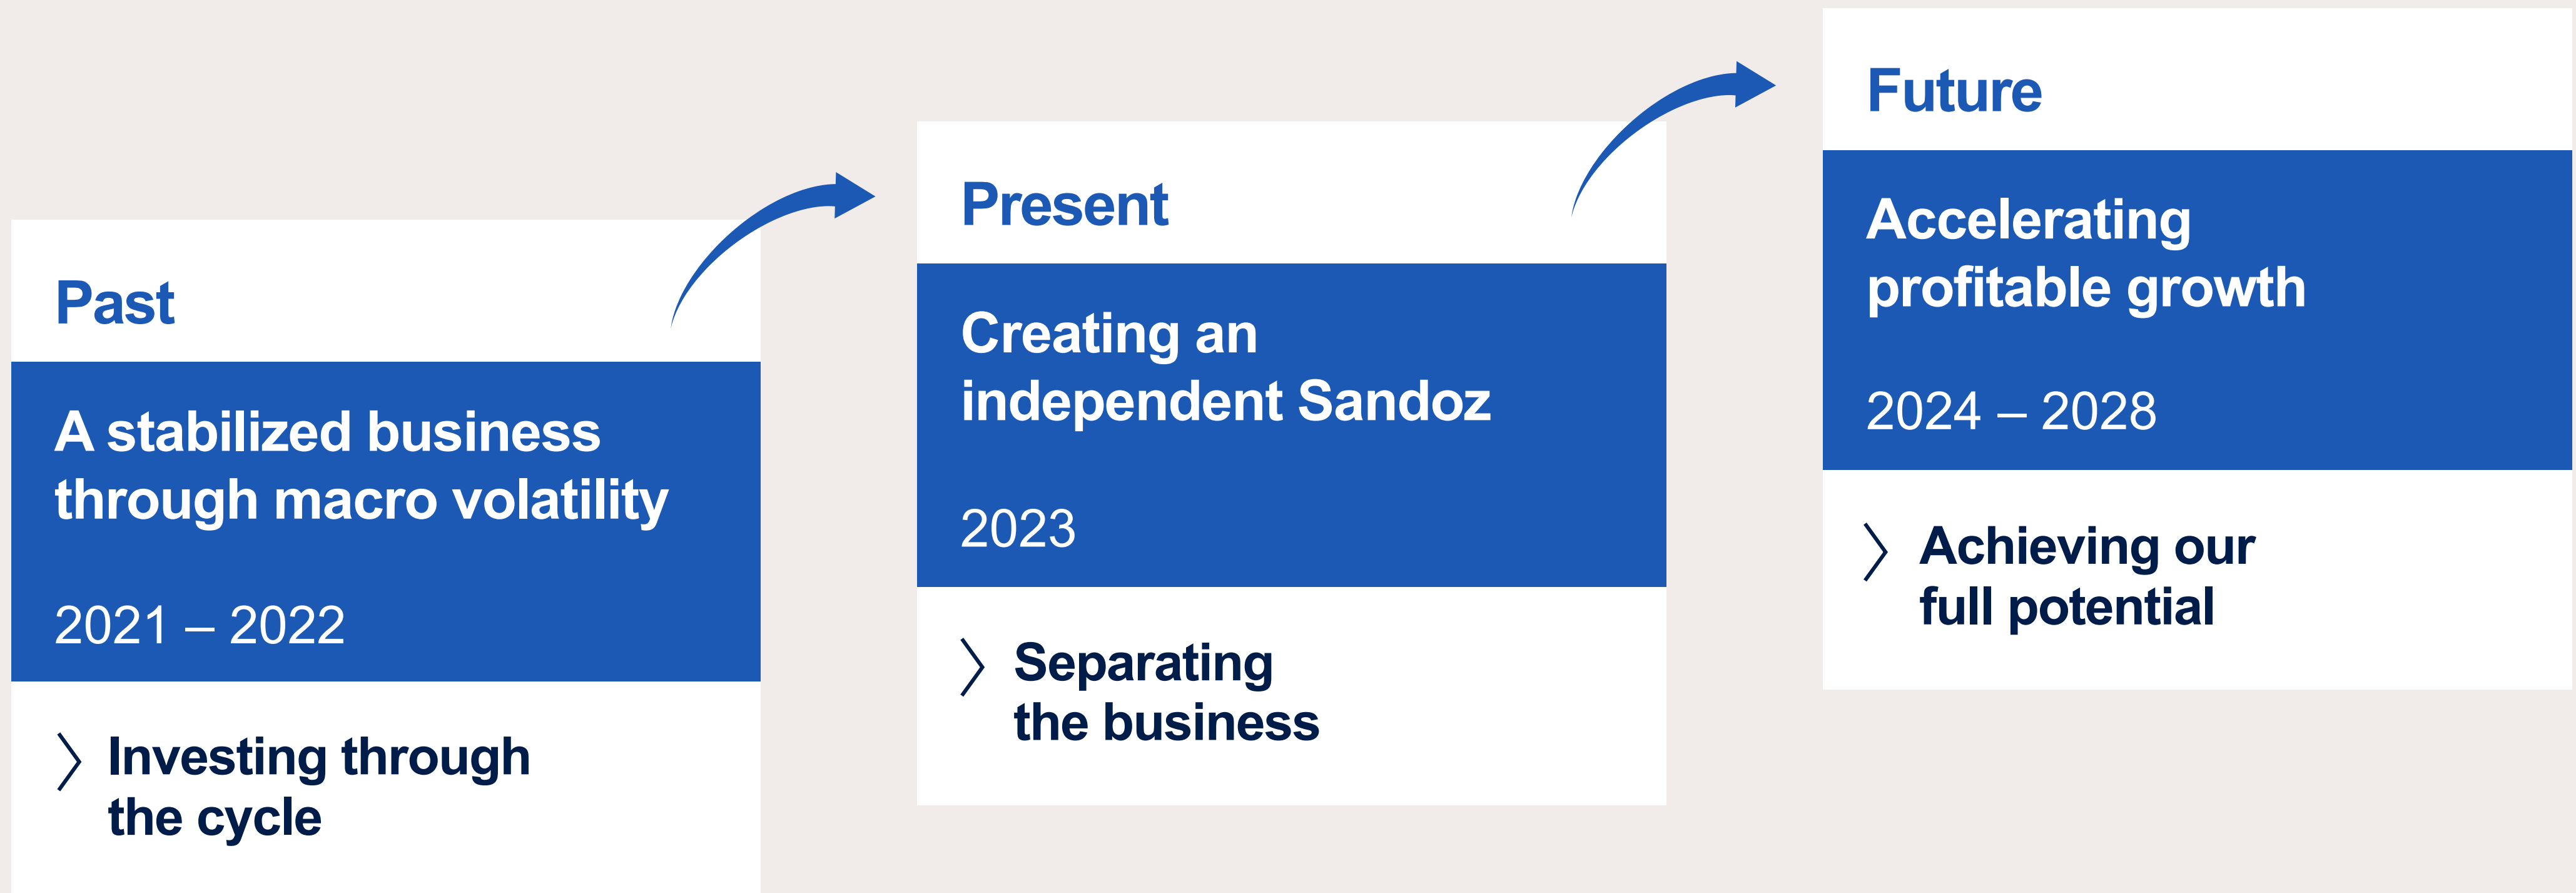 Past
A stabilized business
through macro volatility
2021 – 2022
Investing through
the cycle
Present
Creating an
independent Sandoz
2023
Separating
the business
Future
Accelerating
profitable growth
2024 – 2028
Achieving our
full potential